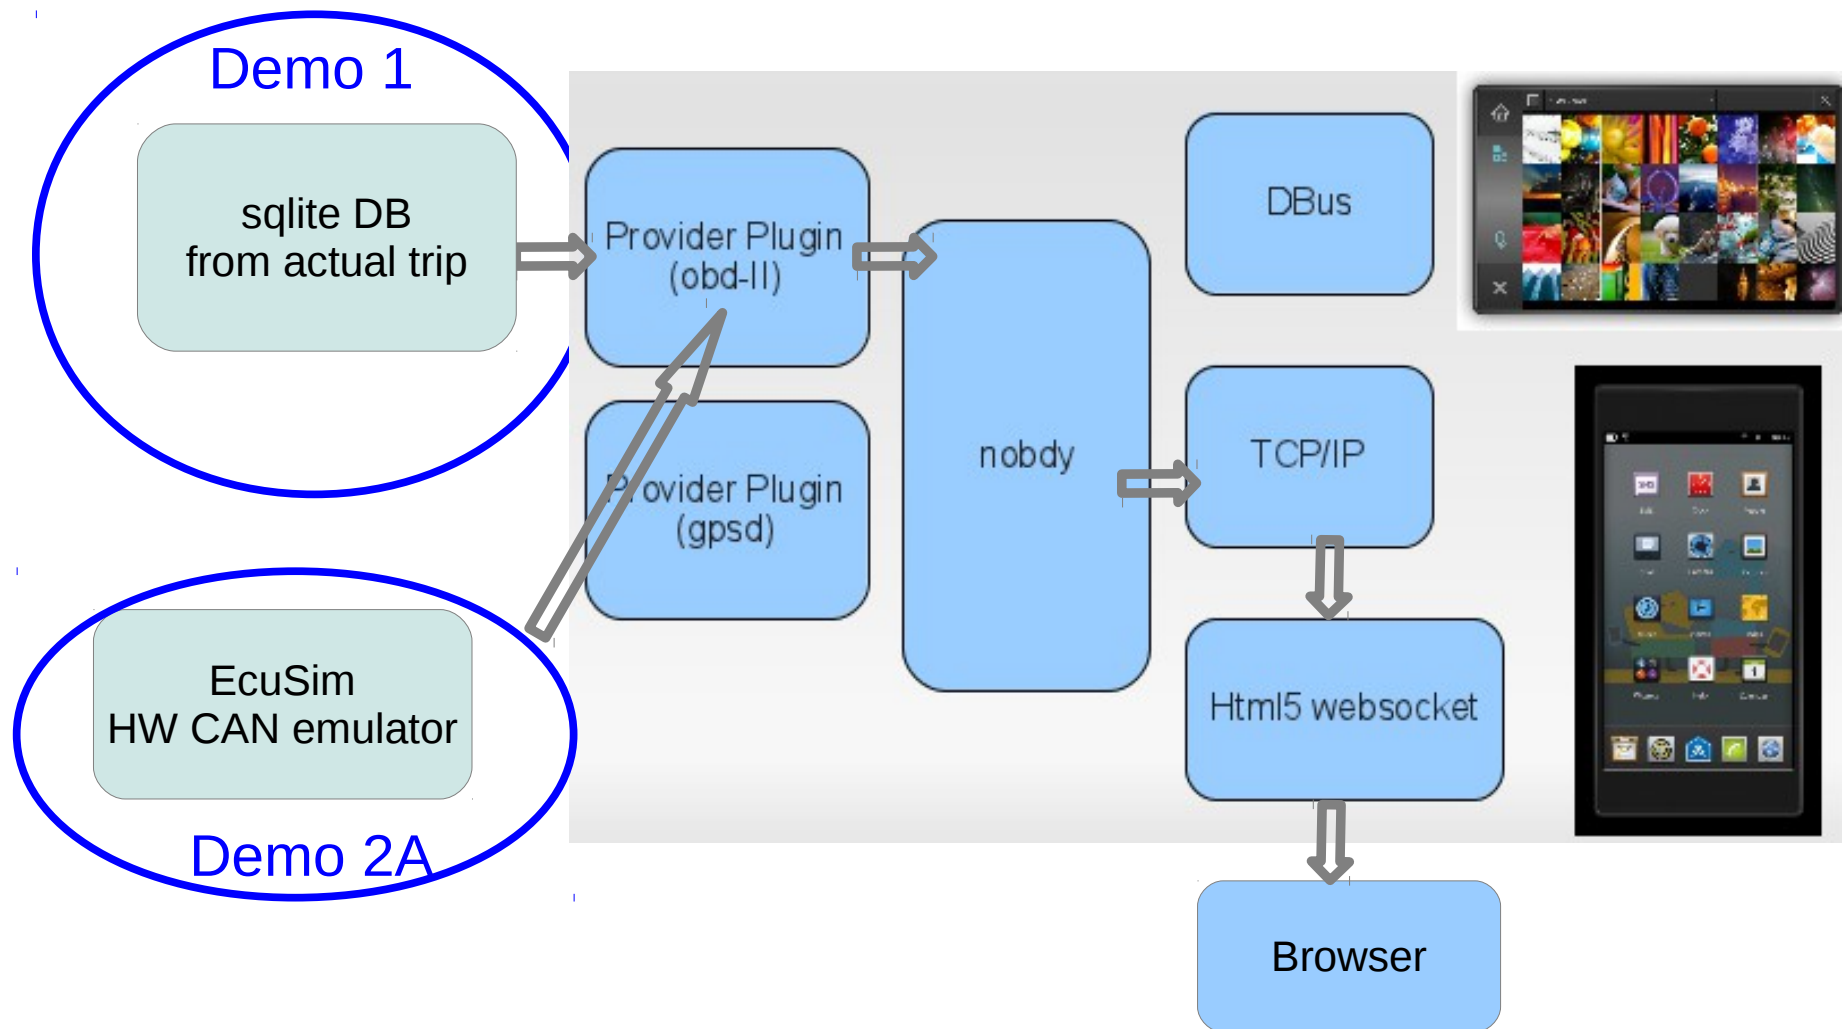 Demo 1
sqlite DB
from actual trip
Provider Plugin
(obd-II)
Provider Plugin
(gpsd)
nobdy
DBus
TCP/IP
Html5 websocket
Browser
EcuSim
HW CAN emulator
Demo 2A